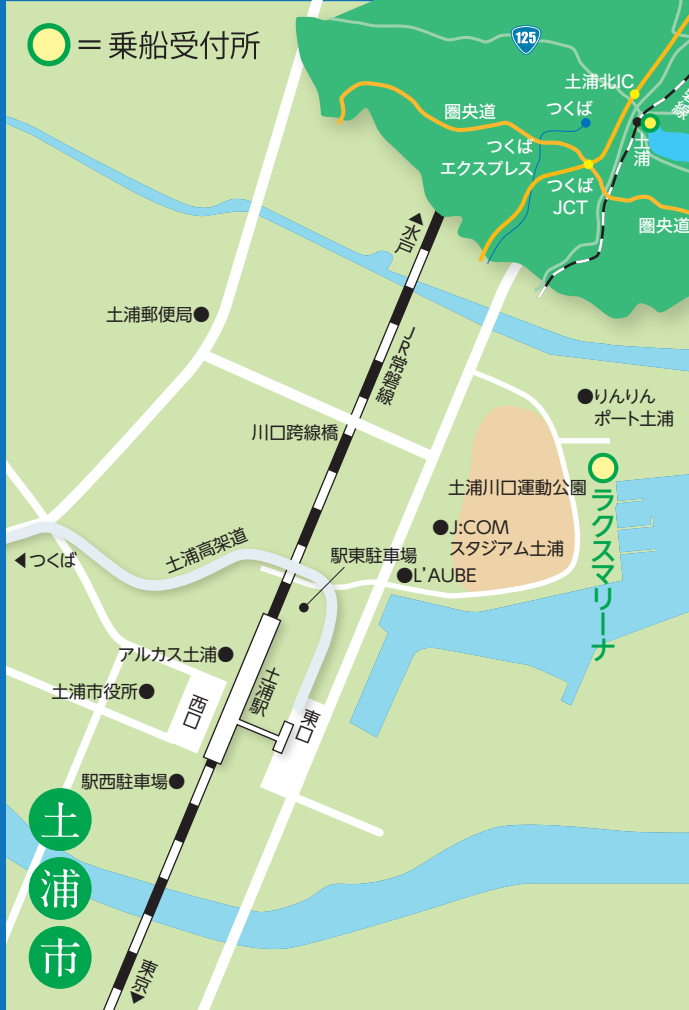 ＝乗船受付所
125
土浦北IC
圏央道
つくば
つくば
エクスプレス
土浦
つくば
JCT
圏央道
▲水戸
土浦郵便局●
JR常磐線
●りんりん
ポート土浦
川口跨線橋
土浦川口運動公園
ラクスマリーナ
●J:COM
スタジアム土浦
土浦高架道
駅東駐車場
◀つくば
●L'AUBE
アルカス土浦●
土浦駅
土浦市役所●
西口
東口
駅西駐車場●
土浦市
東京▼